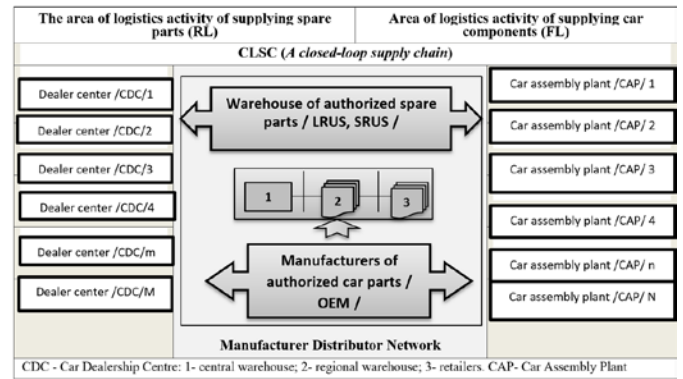 The area of logistics activity of supplying spare
parts (RL)
Area of logistics activity of supplying car
components (FL)
CLSC (A closed-loop supply chain)
Dealer center /CDC/1
Dealer center /CDC/2
Dealer center /CDC/3
Dealer center /CDC/4
Dealer center /CDC/m
Dealer center /CDC/M
Warehouse of authorized spare
parts / LRUS, SRUS /
1
2
3
Manufacturers of
authorized car parts /
OEM /
Manufacturer Distributor Network
Car assembly plant /CAP/ 1
Car assembly plant /CAP/ 2
Car assembly plant /CAP/ 3
Car assembly plant /CAP/ 4
Car assembly plant /CAP/ n
Car assembly plant /CAP/ N
CDC - Car Dealership Centre: 1- central warehouse; 2- regional warehouse; 3- retailers. CAP- Car Assembly Plant